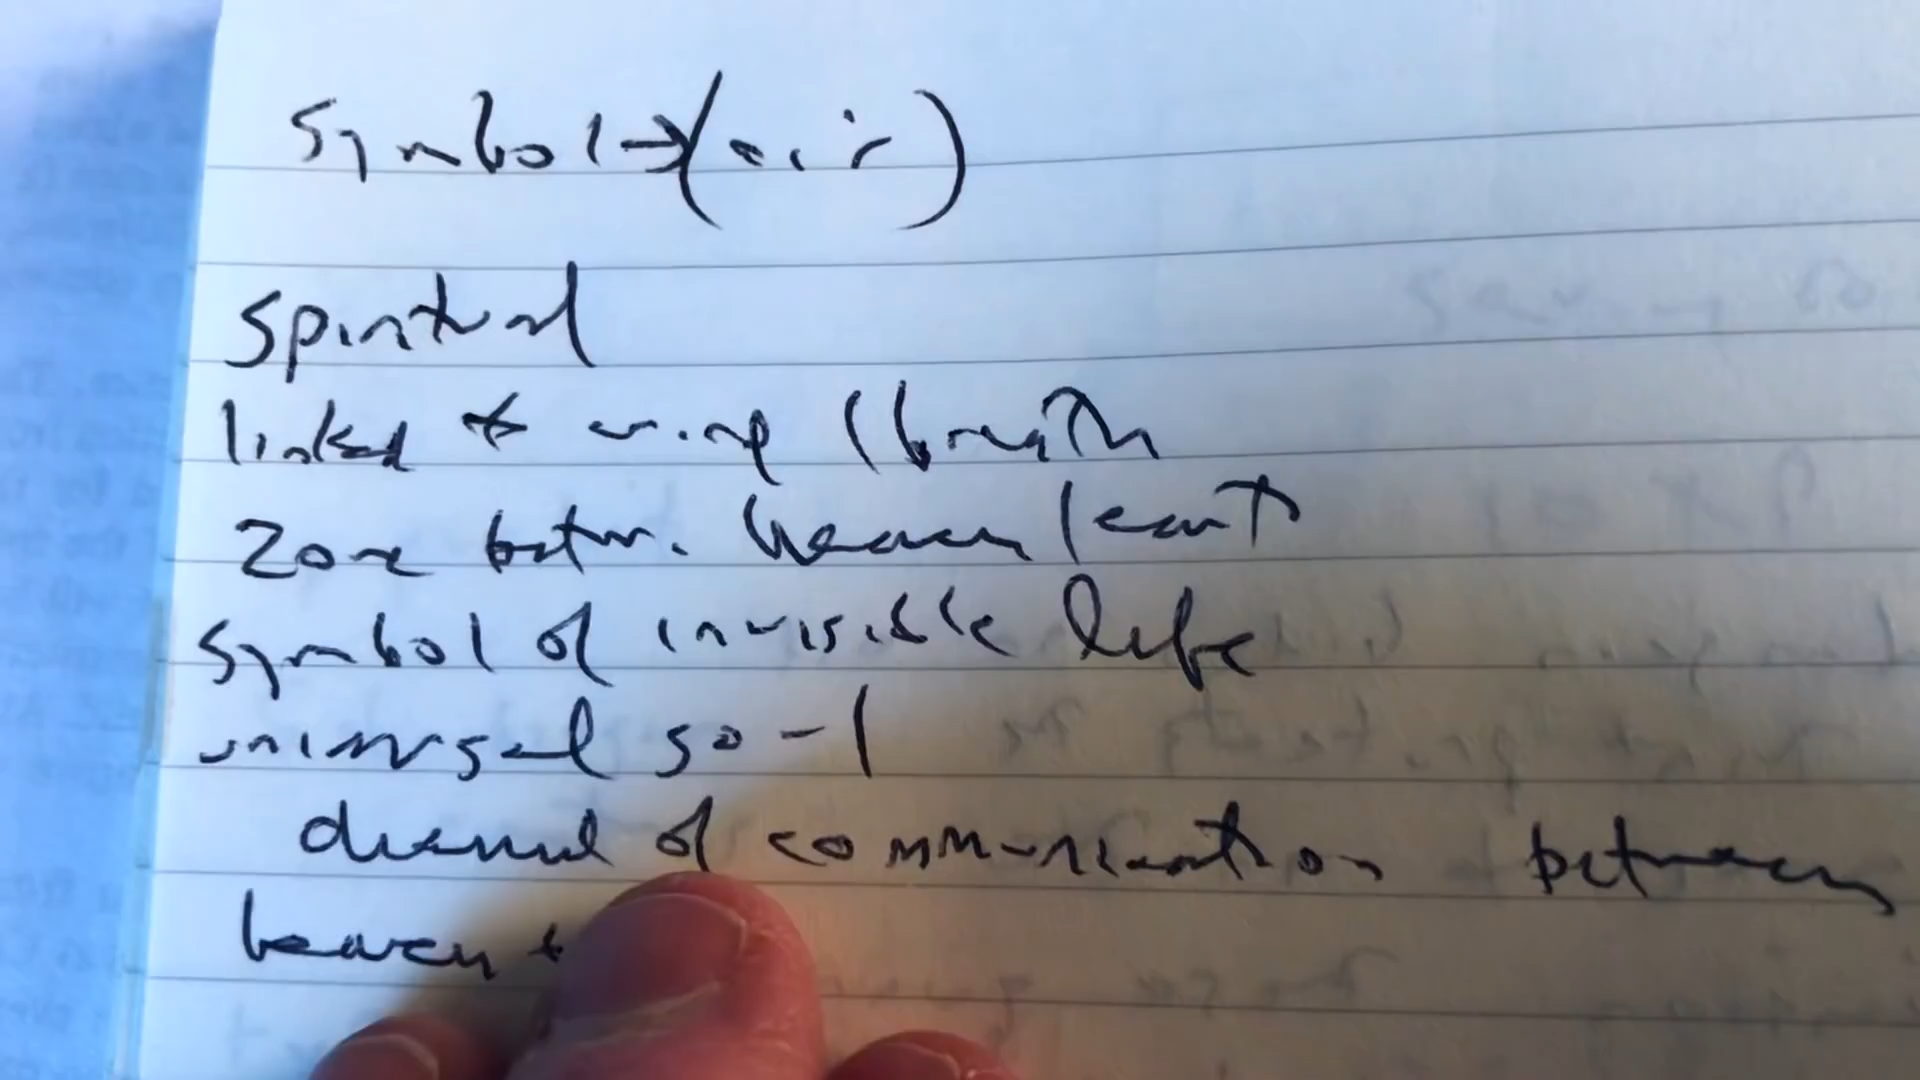 Symbol → (air)
spiritual
linked to wind / breath
Zone betw. heaven / earth
symbol of invisible life
universal soul
channel of communication between
heaven +